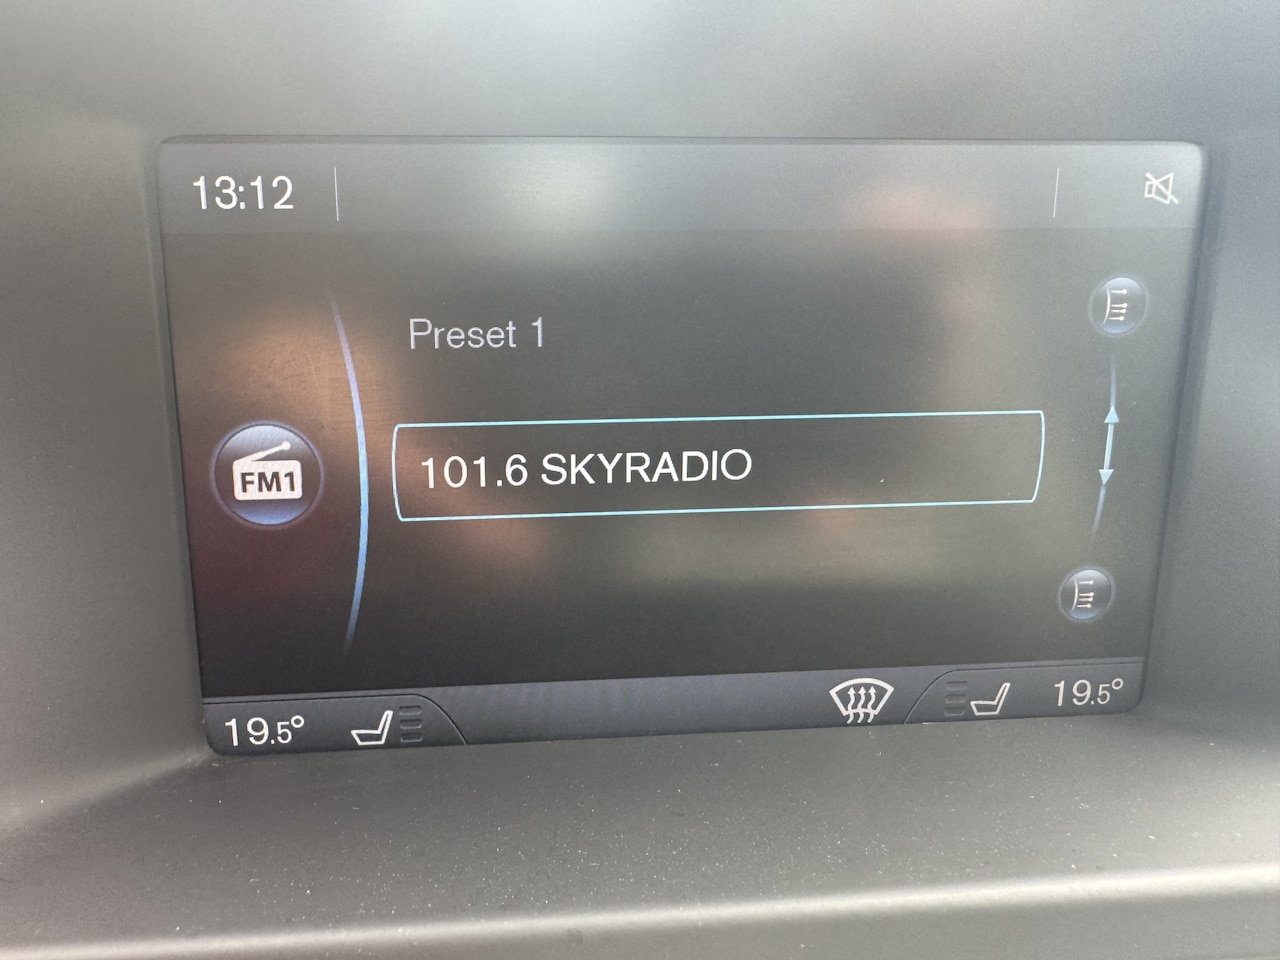 13:12
Preset 1
FM1
101.6 SKYRADIO
19.5°
19.5°